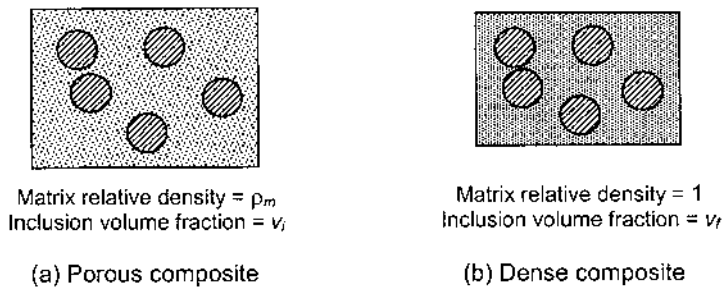 Matrix relative density = ρm
Inclusion volume fraction = vi
(a) Porous composite
Matrix relative density = 1
Inclusion volume fraction = vf
(b) Dense composite